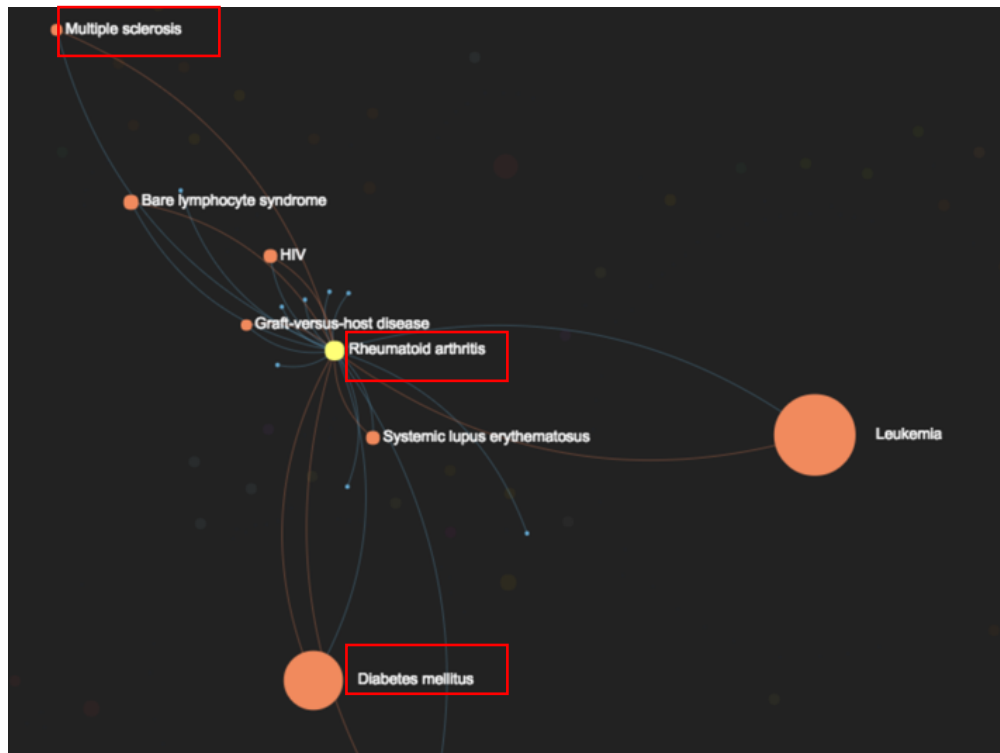 Multiple sclerosis
Bare lymphocyte syndrome
HIV
Graft-versus-host disease
Rheumatoid arthritis
Systemic lupus erythematosus
Leukemia
Diabetes mellitus